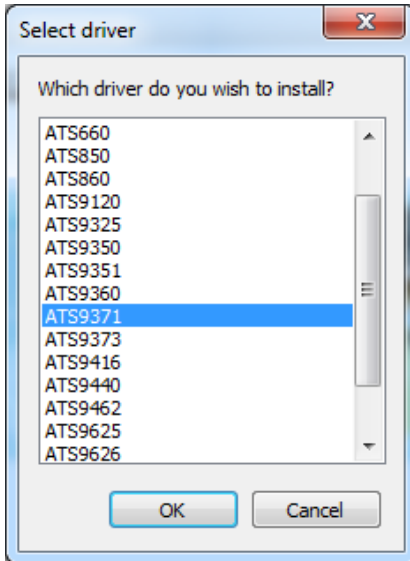 Select driver
Which driver do you wish to install?
ATS660
ATS850
ATS860
ATS9120
ATS9325
ATS9350
ATS9351
ATS9360
ATS9371
ATS9373
ATS9416
ATS9440
ATS9462
ATS9625
ATS9626
OK
Cancel